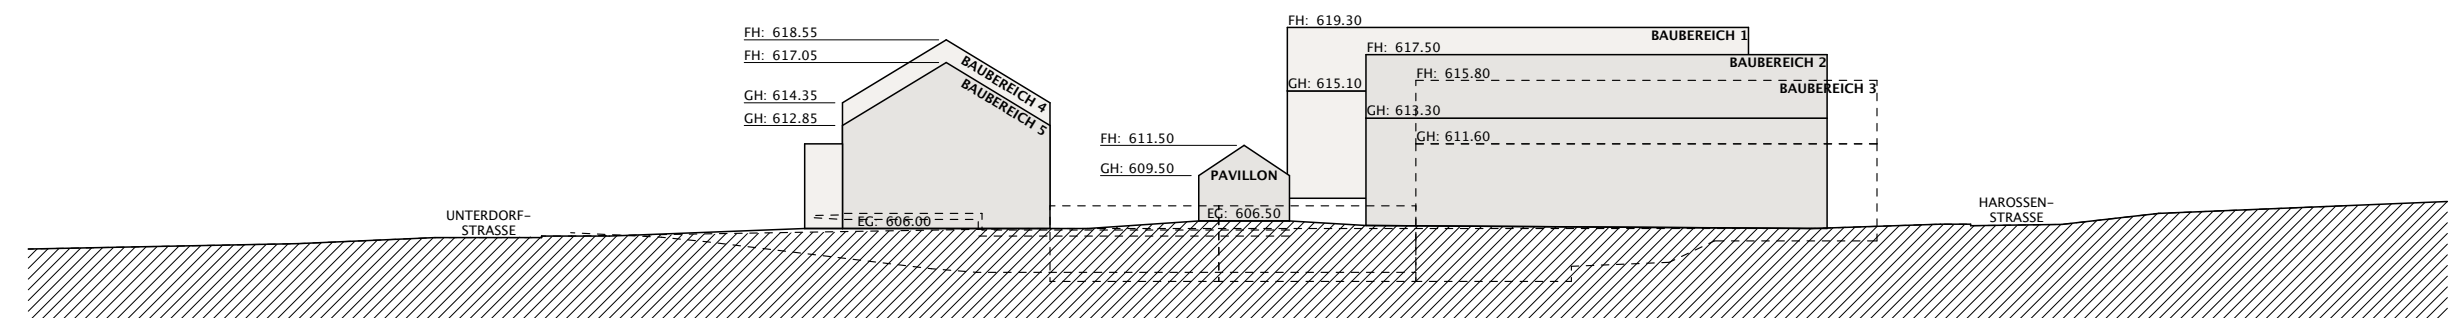 FH: 618.55
FH: 617.05
GH: 614.35
GH: 612.85
BAUBEREICH 4
BAUBEREICH 5
EG: 606.00
UNTERDORF-
STRASSE
FH: 611.50
GH: 609.50
PAVILLON
EG: 606.50
FH: 619.30
BAUBEREICH 1
FH: 617.50
BAUBEREICH 2
FH: 615.80
BAUBEREICH 3
GH: 615.10
GH: 613.30
GH: 611.60
HAROSSEN-
STRASSE